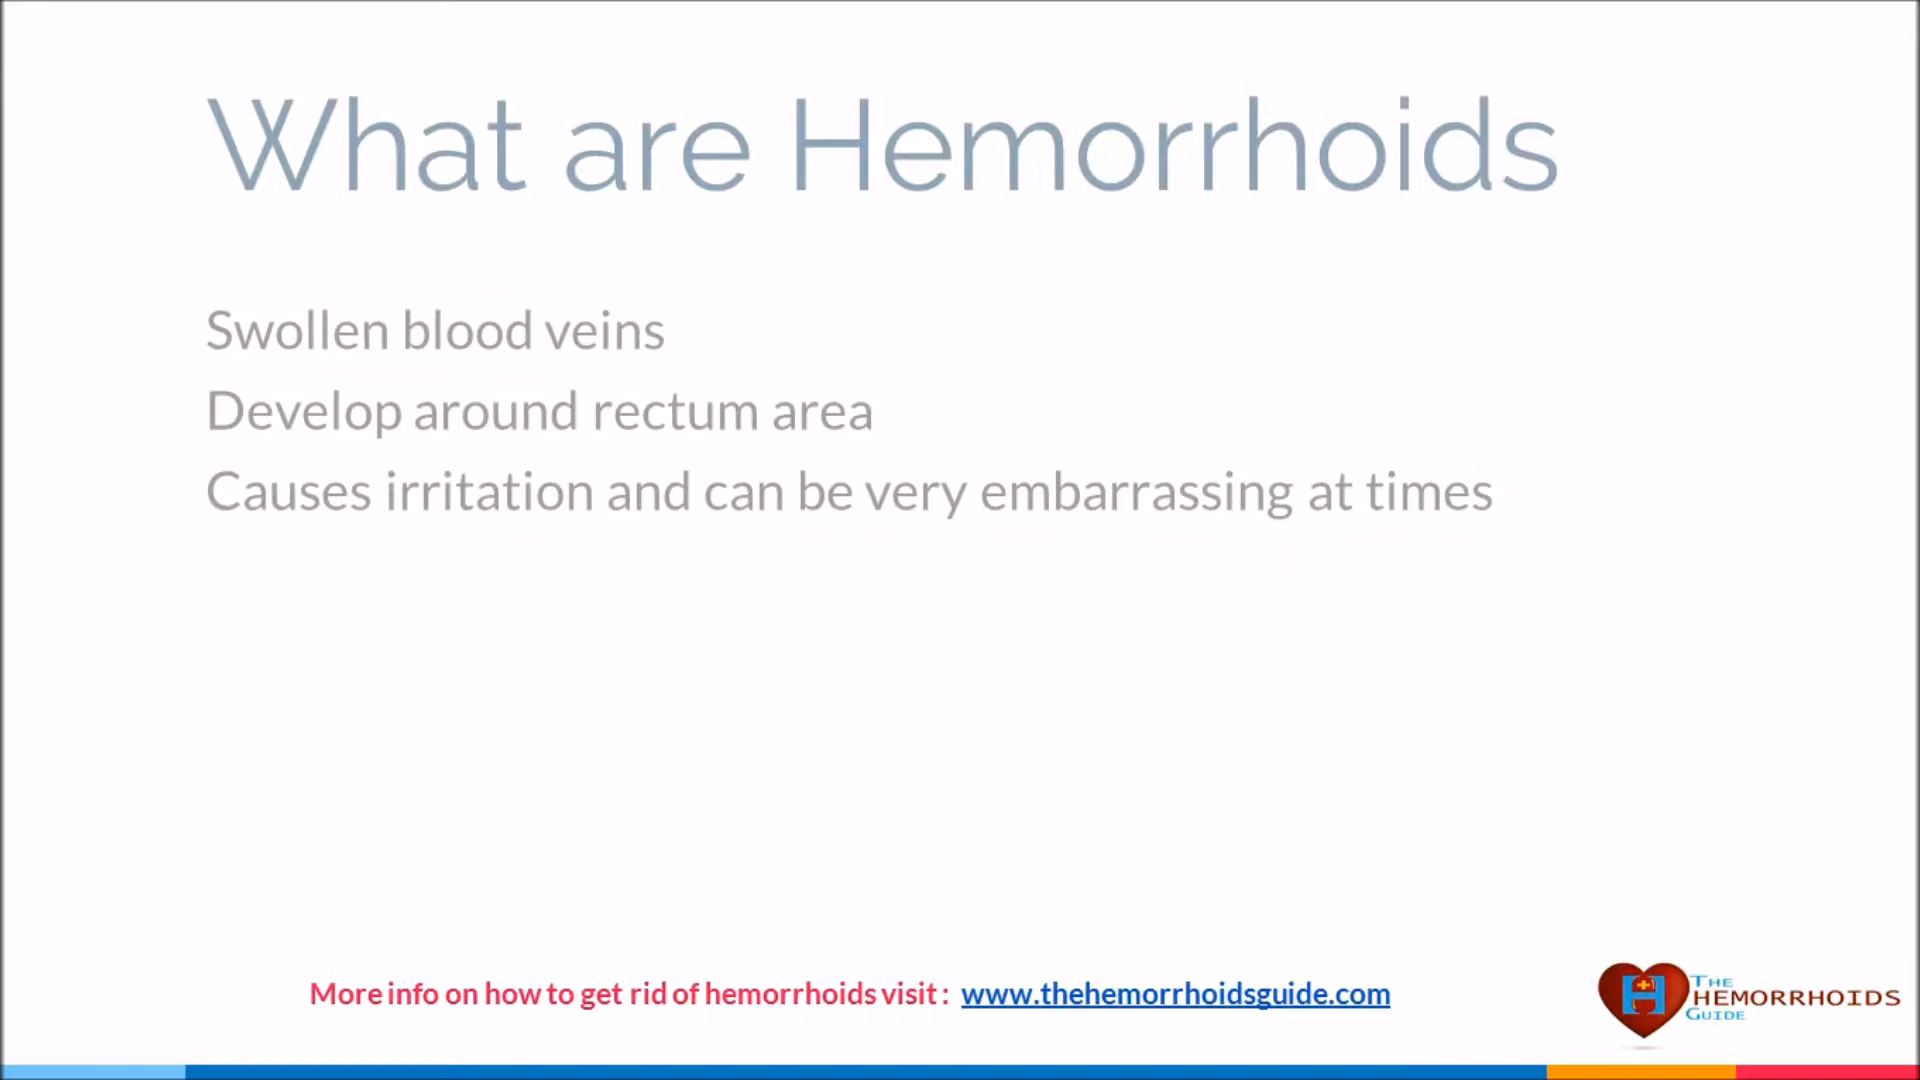 What are Hemorrhoids
Swollen blood veins
Develop around rectum area
Causes irritation and can be very embarrassing at times
More info on how to get rid of hemorrhoids visit : www.thehemorrhoidsguide.com
H
THE
HEMORRHOIDS
GUIDE